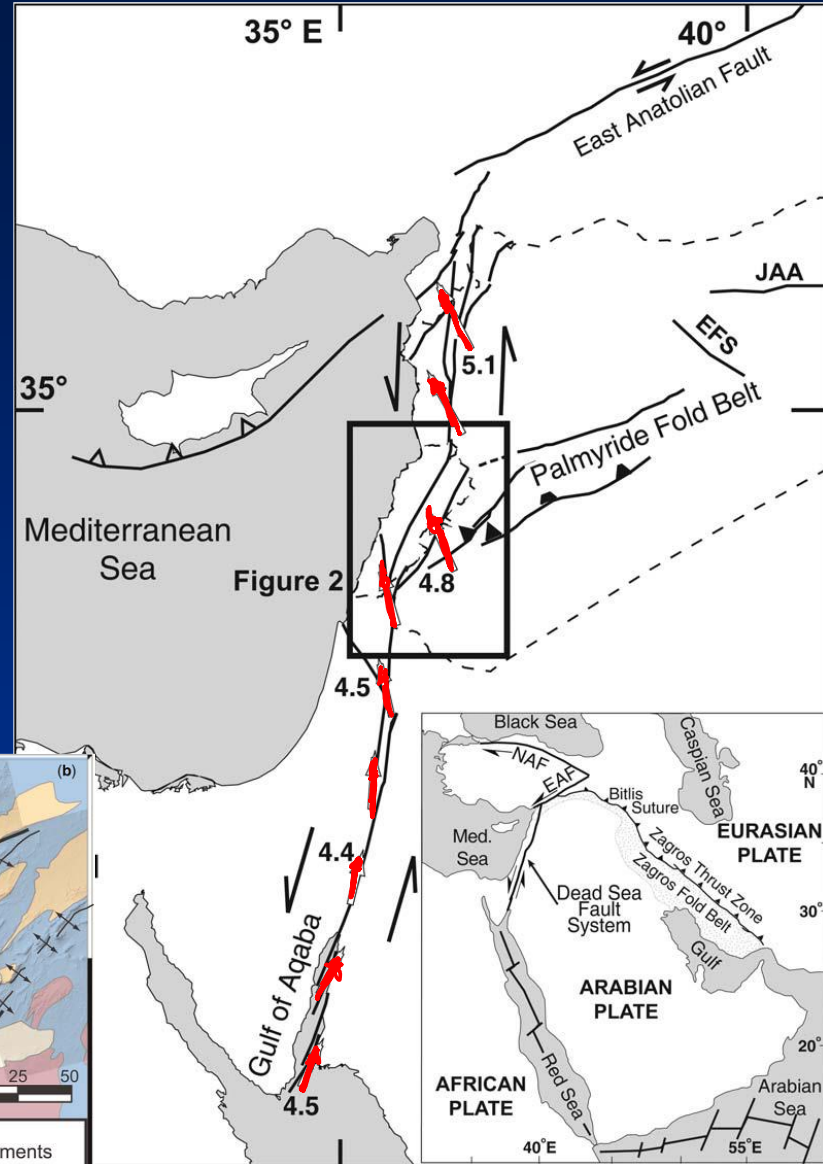 35° E
40°
East Anatolian Fault
JAA
EFS
5.1
35°
Palmyride Fold Belt
Mediterranean
Sea
Figure 2
4.8
4.5
4.4
Gulf of Aqaba
4.5
(b)
25 50
ments
Black Sea
Caspian Sea
NAF
EAF
40°
N
Bitlis
Suture
Med.
Sea
EURASIAN
PLATE
Zagros Thrust Zone
Zagros Fold Belt
Dead Sea
Fault
System
30°
Gulf
ARABIAN
PLATE
20°
Red Sea
AFRICAN
PLATE
Arabian
Sea
40°E
55°E